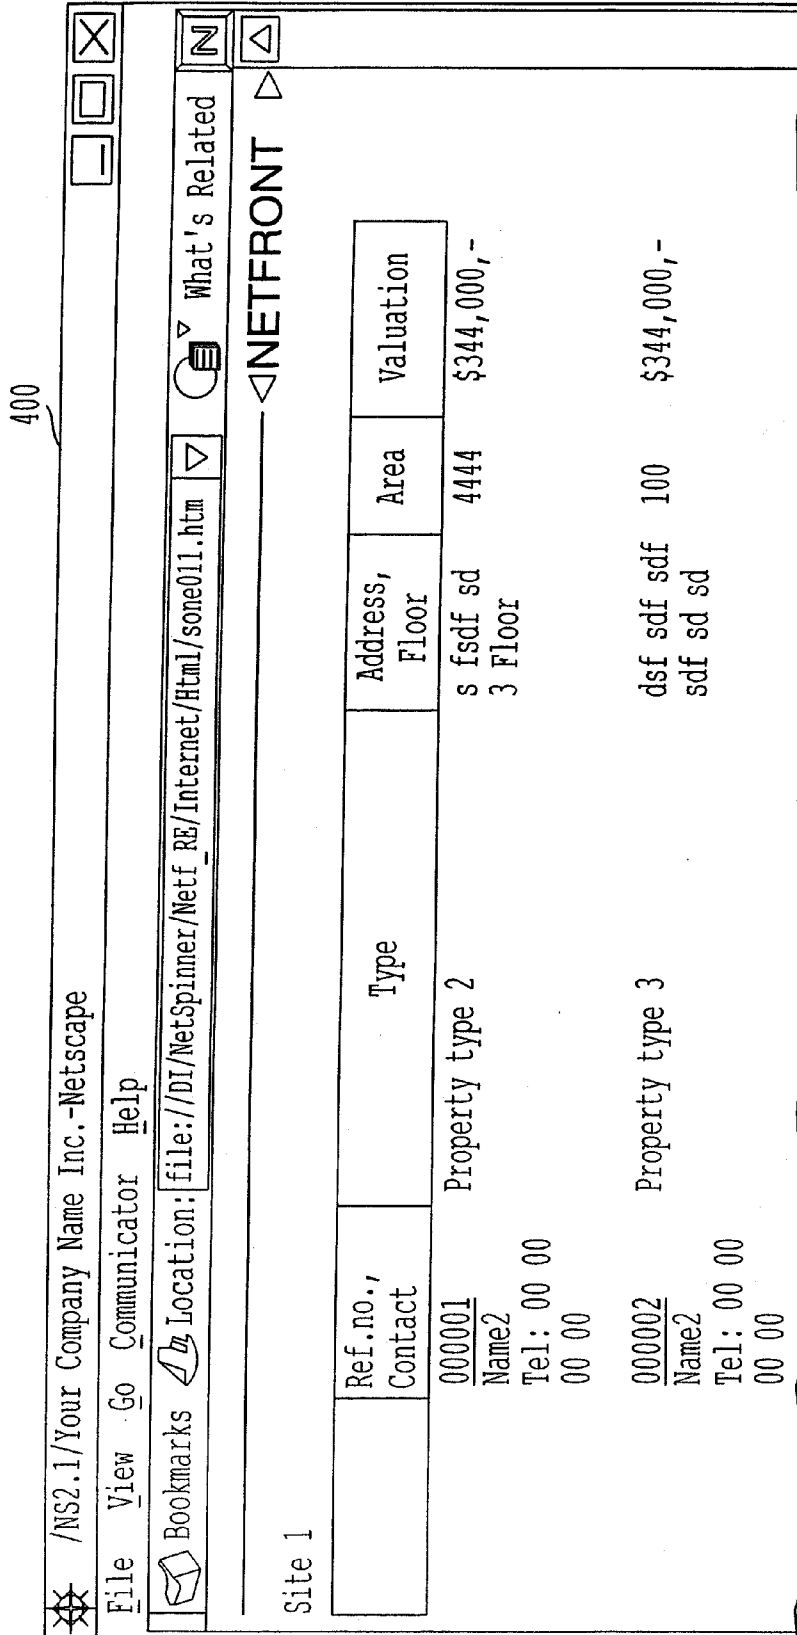 400
/NS2.1/Your Company Name Inc.-Netscape
File View Go Communicator Help
Bookmarks Location: file://DI/NetSpinner/Netf_RE/Internet/Html/sone011.htm What's Related N
NETFRONT
Site 1
Ref.no., Contact Type Address, Floor Area Valuation
000001 Property type 2 s fsdf sd 4444 $344,000,-
Name2 3 Floor
Tel: 00 00
00 00
000002 Property type 3 dsf sdf sdf 100 $344,000,-
Name2 sdf sd sd
Tel: 00 00
00 00